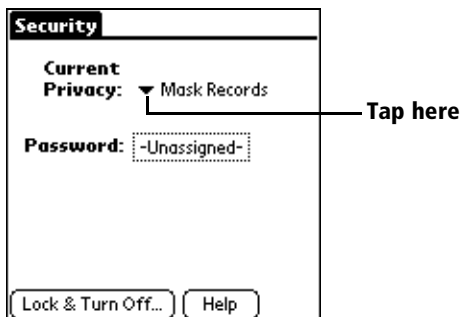 Security
Current
Privacy: Mask Records
Tap here
Password: -Unassigned-
Lock & Turn Off... Help